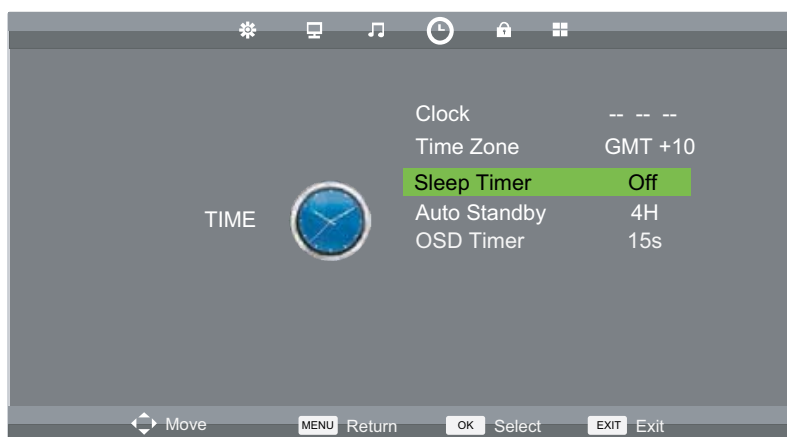 Clock -- -- --
Time Zone GMT +10
Sleep Timer Off
TIME
Auto Standby 4H
OSD Timer 15s
Move MENU Return OK Select EXIT Exit